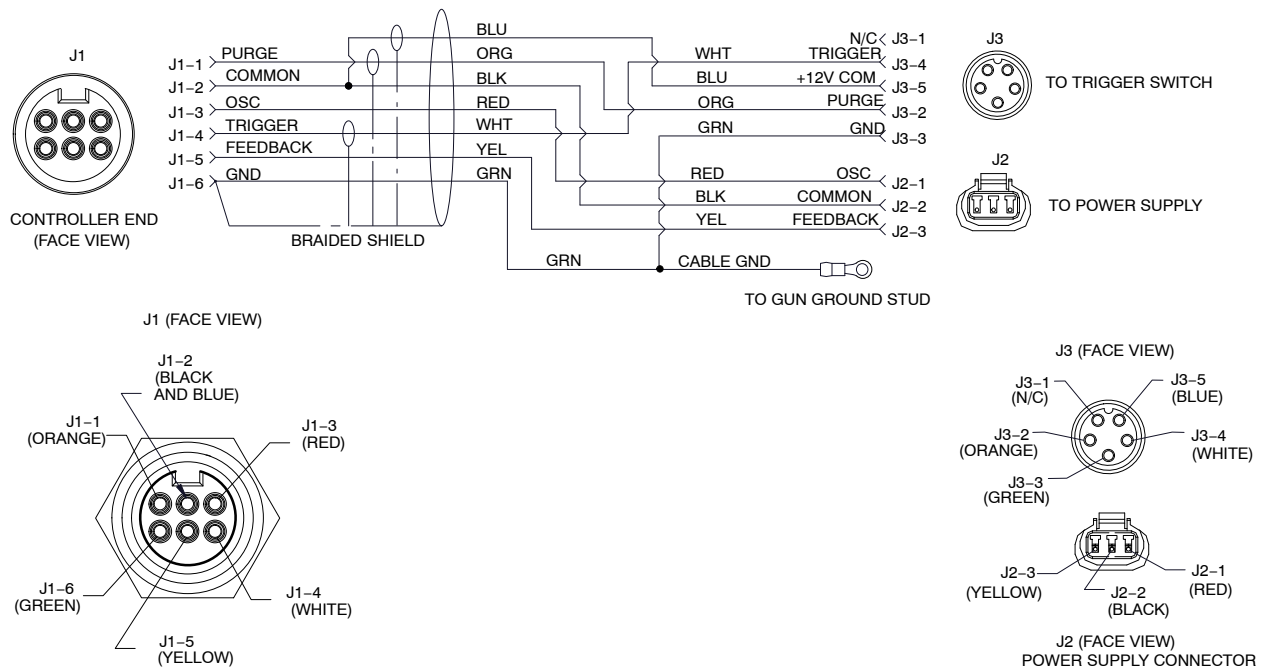 J1
CONTROLLER END
(FACE VIEW)
J1-1 PURGE ORG
J1-2 COMMON BLK
J1-3 OSC RED
J1-4 TRIGGER WHT
J1-5 FEEDBACK YEL
J1-6 GND GRN
BLU
BRAIDED SHIELD
N/C J3-1
WHT TRIGGER J3-4
BLU +12V COM J3-5
ORG PURGE J3-2
GRN GND J3-3
RED OSC J2-1
BLK COMMON J2-2
YEL FEEDBACK J2-3
GRN CABLE GND
TO GUN GROUND STUD
J3
TO TRIGGER SWITCH
J2
TO POWER SUPPLY
J1 (FACE VIEW)
J1-2
(BLACK
AND BLUE)
J1-1
(ORANGE)
J1-3
(RED)
J1-6
(GREEN)
J1-4
(WHITE)
J1-5
(YELLOW)
J3 (FACE VIEW)
J3-1
(N/C)
J3-5
(BLUE)
J3-2
(ORANGE)
J3-4
(WHITE)
J3-3
(GREEN)
J2-3
(YELLOW)
J2-2
(BLACK)
J2-1
(RED)
J2 (FACE VIEW)
POWER SUPPLY CONNECTOR